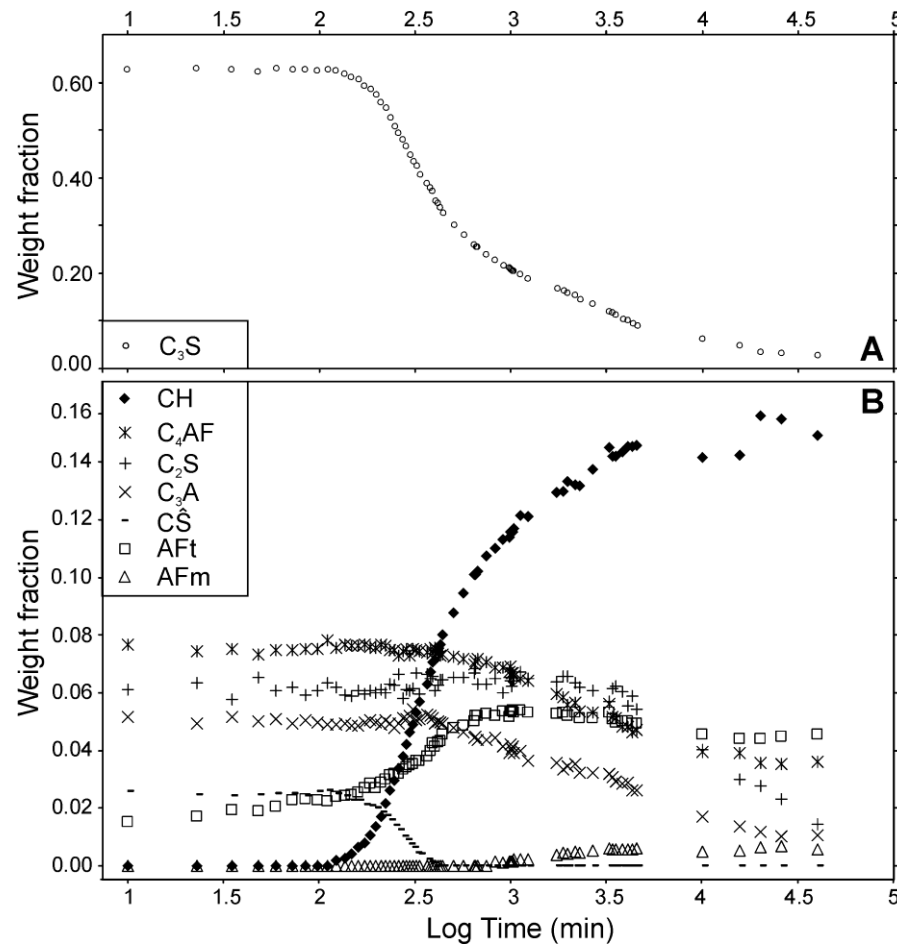 1 1.5 2 2.5 3 3.5 4 4.5 5
Weight fraction
0.60
0.40
0.20
0.00
C₃S
A
Weight fraction
0.16
0.14
0.12
0.10
0.08
0.06
0.04
0.02
0.00
CH
C₄AF
C₂S
C₃A
CŜ
AFt
AFm
B
1 1.5 2 2.5 3 3.5 4 4.5 5
Log Time (min)